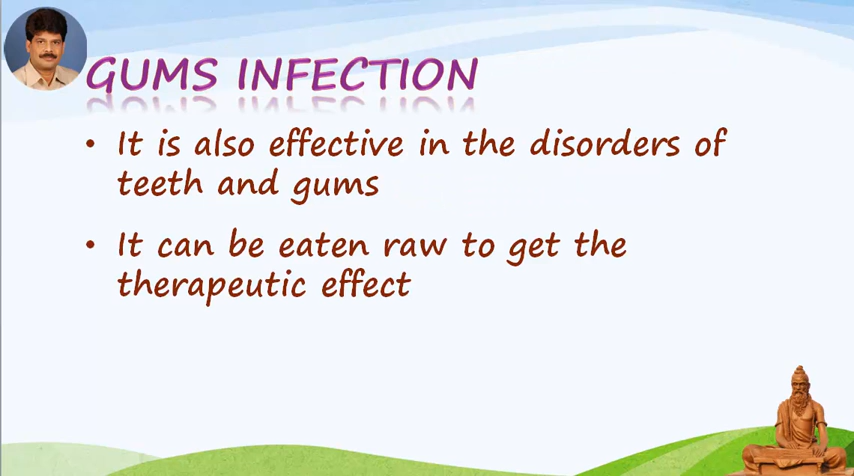 GUMS INFECTION
• It is also effective in the disorders of
teeth and gums
• It can be eaten raw to get the
therapeutic effect